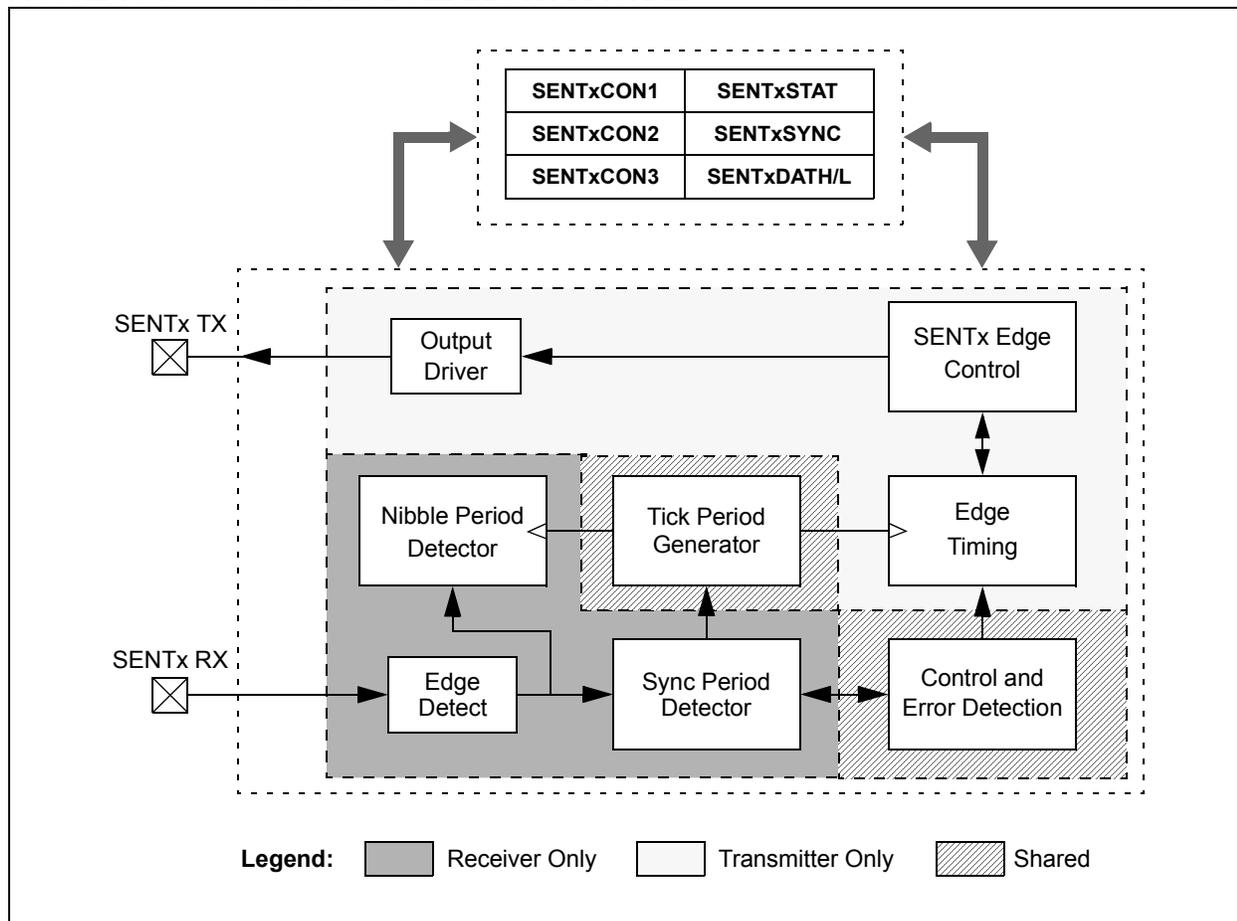 SENTxCON1 SENTxSTAT
SENTxCON2 SENTxSYNC
SENTxCON3 SENTxDATH/L
SENTx TX
Output
Driver
SENTx Edge
Control
Nibble Period
Detector
Tick Period
Generator
Edge
Timing
SENTx RX
Edge
Detect
Sync Period
Detector
Control and
Error Detection
Legend: Receiver Only Transmitter Only Shared